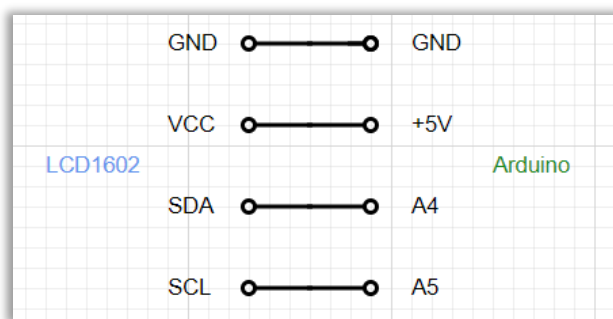 GND GND
VCC +5V
LCD1602 Arduino
SDA A4
SCL A5